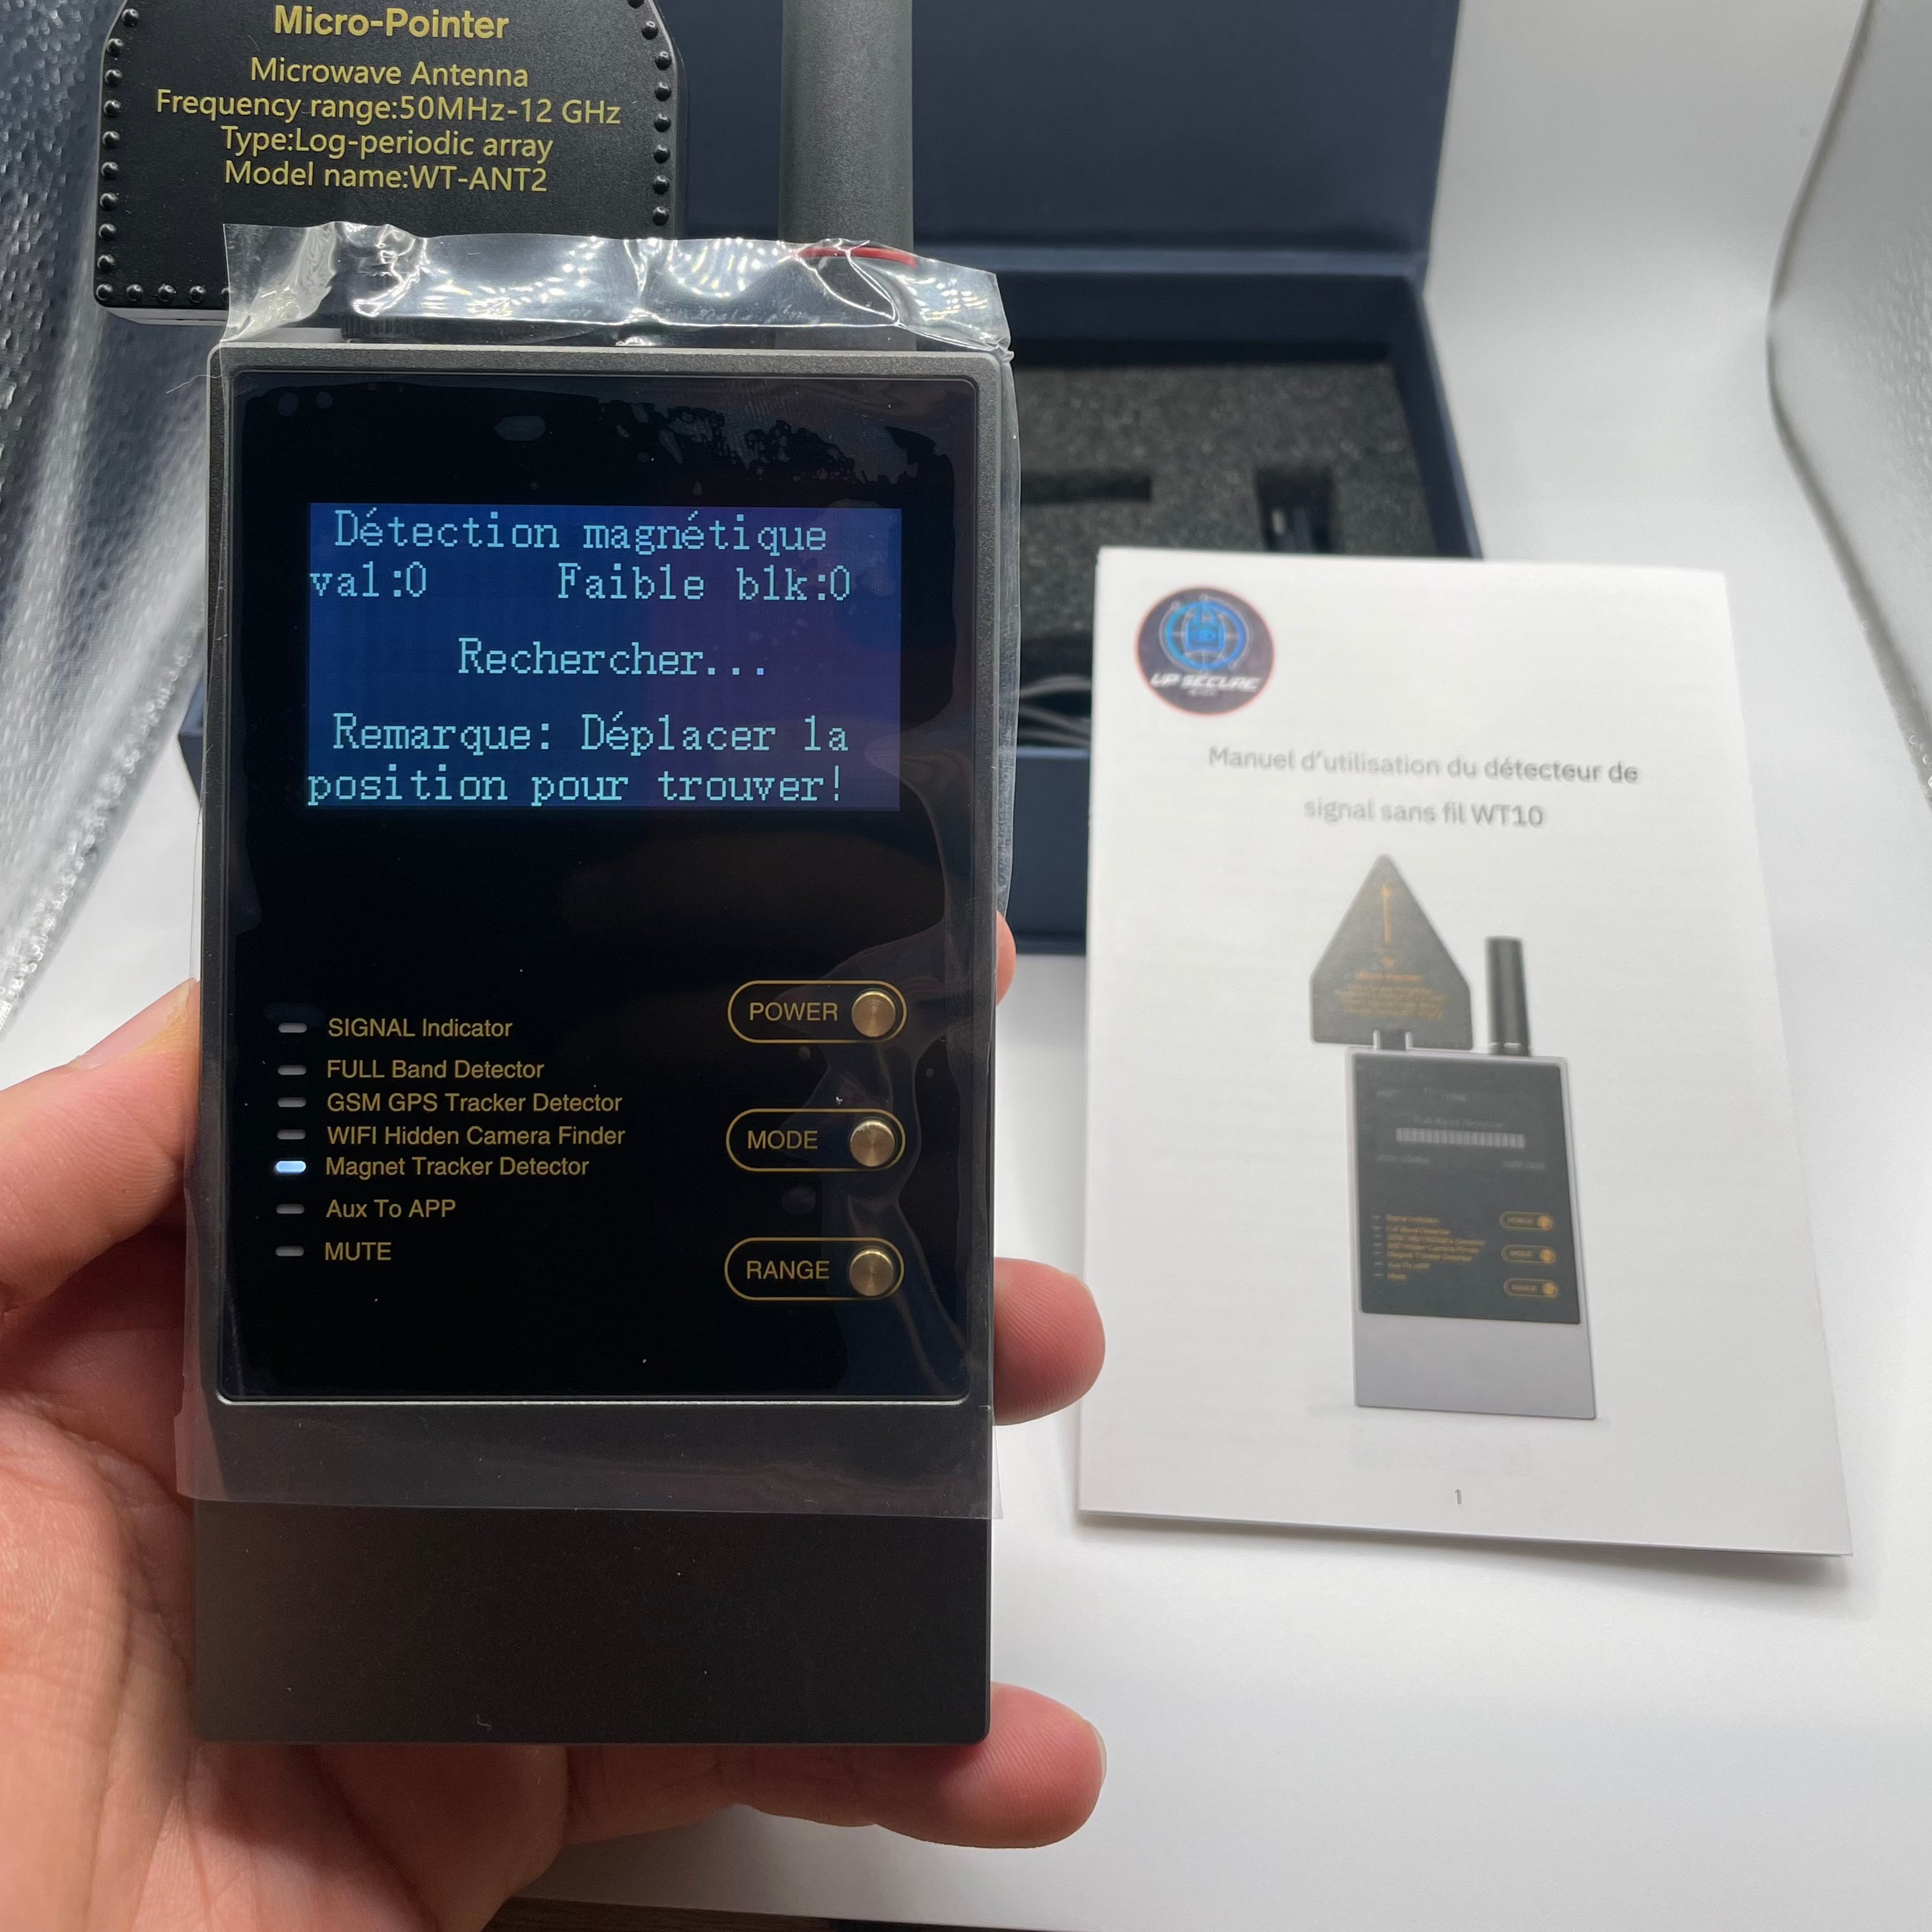 Micro-Pointer
Microwave Antenna
Frequency range:50MHz-12 GHz
Type:Log-periodic array
Model name:WT-ANT2
Détection magnétique
val:0 Faible blk:0
Rechercher...
Remarque: Déplacer la
position pour trouver!
SIGNAL Indicator
FULL Band Detector
GSM GPS Tracker Detector
WIFI Hidden Camera Finder
Magnet Tracker Detector
Aux To APP
MUTE
POWER
MODE
RANGE
UP SECURE
Manuel d'utilisation du détecteur de
signal sans fil WT10
1